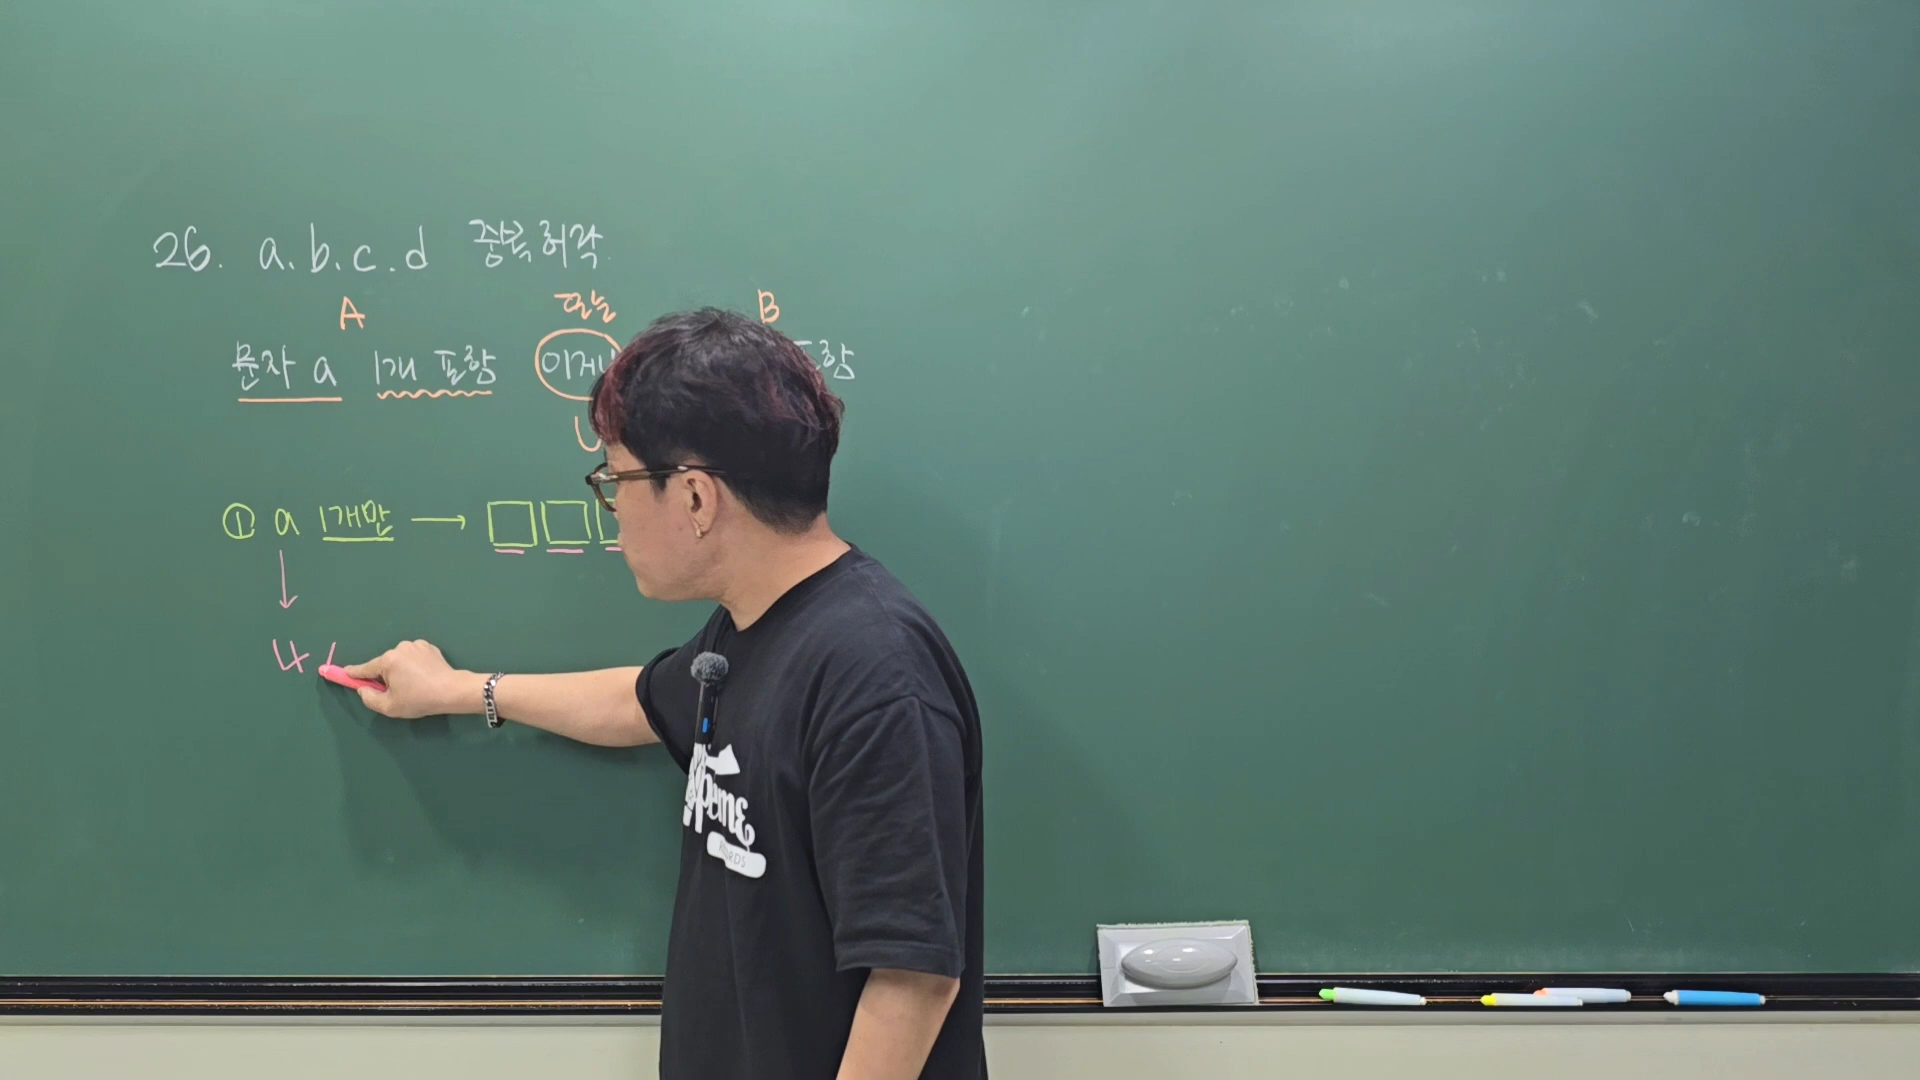 26. a. b. c. d 중복허락.
A 또는 B
문자 a 1개 포함 이거 포함
U
① a 1개만 →
↓
4
RECORDS